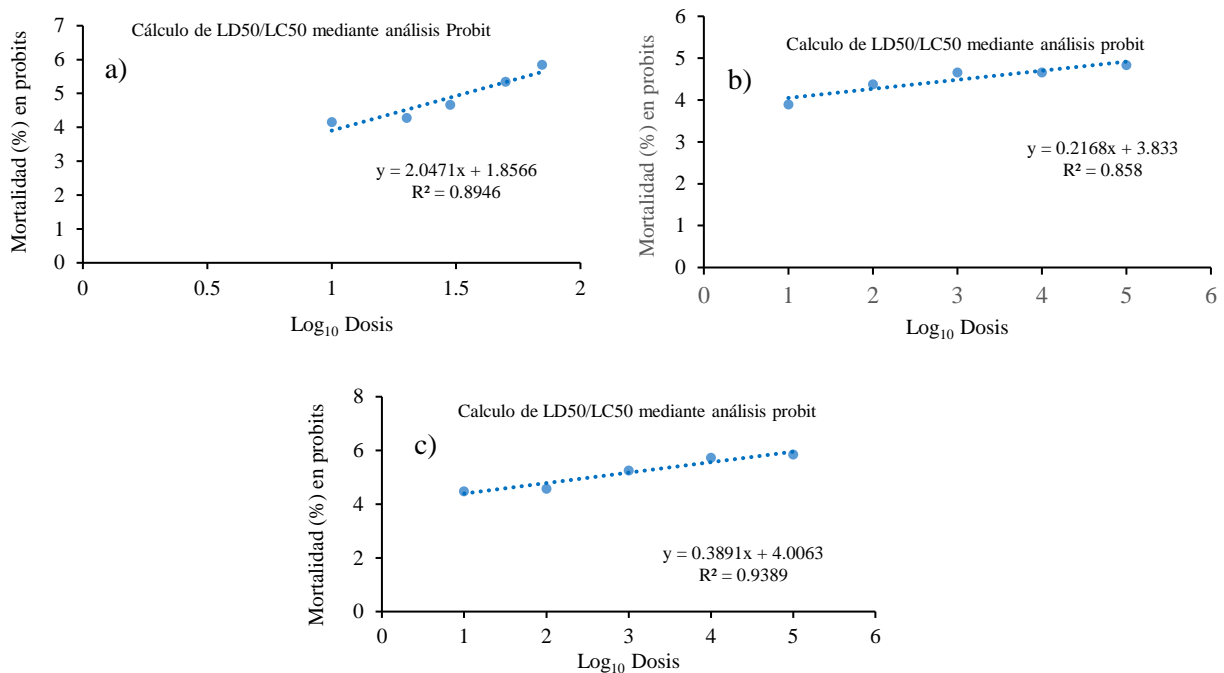 Cálculo de LD50/LC50 mediante análisis Probit
a)
Mortalidad (%) en probits
7
6
5
4
3
2
1
0
y = 2.0471x + 1.8566
R² = 0.8946
0 0.5 1 1.5 2
Log10 Dosis
Calculo de LD50/LC50 mediante análisis probit
b)
Mortalidad (%) en probits
6
5
4
3
2
1
0
y = 0.2168x + 3.833
R² = 0.858
0 1 2 3 4 5 6
Log10 Dosis
Calculo de LD50/LC50 mediante análisis probit
c)
Mortalidad (%) en probits
8
6
4
2
0
y = 0.3891x + 4.0063
R² = 0.9389
0 1 2 3 4 5 6
Log10 Dosis